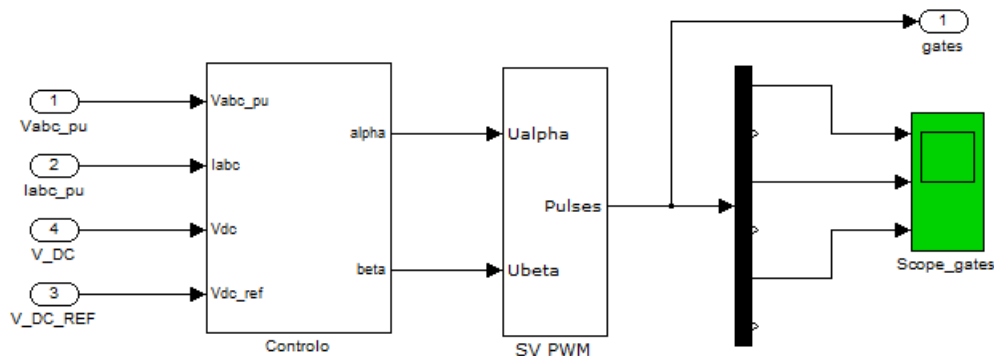 1
gates
1
Vabc_pu
2
Iabc_pu
4
V_DC
3
V_DC_REF
Vabc_pu
Iabc
Vdc
Vdc_ref
alpha
beta
Controlo
Ualpha
Ubeta
Pulses
SV PWM
Scope_gates